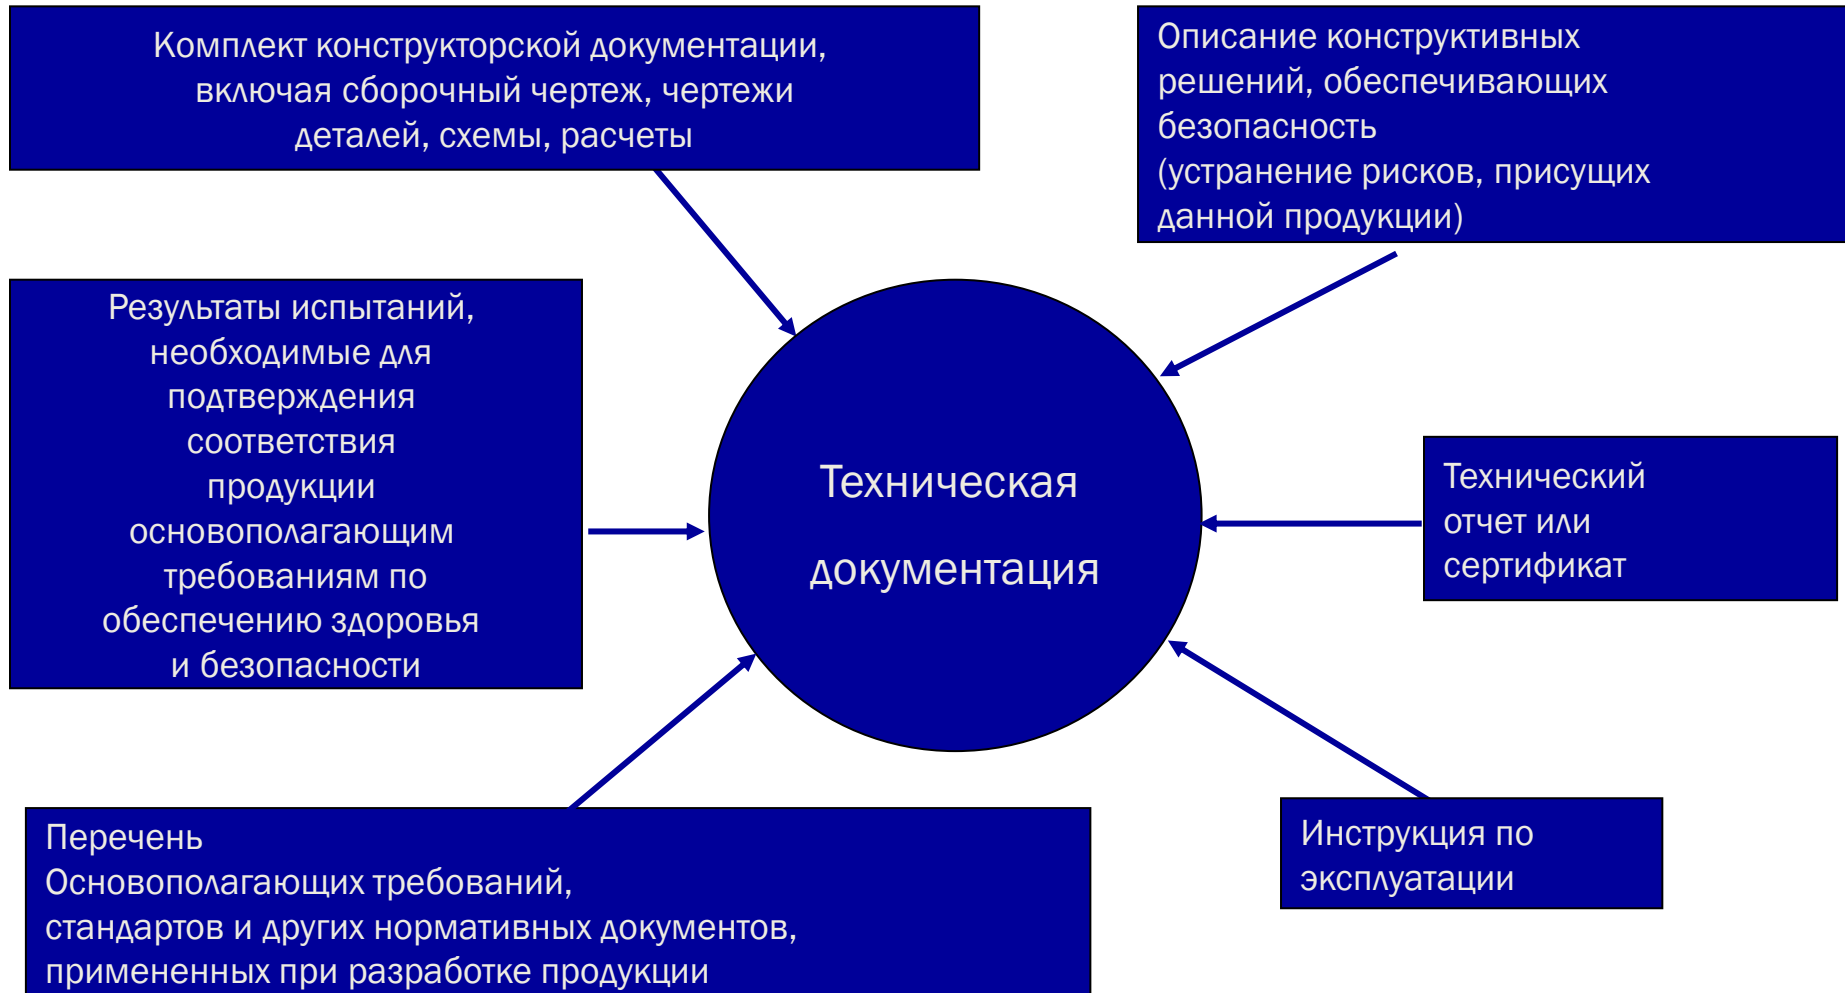 Комплект конструкторской документации,
включая сборочный чертеж, чертежи
деталей, схемы, расчеты
Описание конструктивных
решений, обеспечивающих
безопасность
(устранение рисков, присущих
данной продукции)
Результаты испытаний,
необходимые для
подтверждения
соответствия
продукции
основополагающим
требованиям по
обеспечению здоровья
и безопасности
Техническая
документация
Технический
отчет или
сертификат
Перечень
Основополагающих требований,
стандартов и других нормативных документов,
примененных при разработке продукции
Инструкция по
эксплуатации